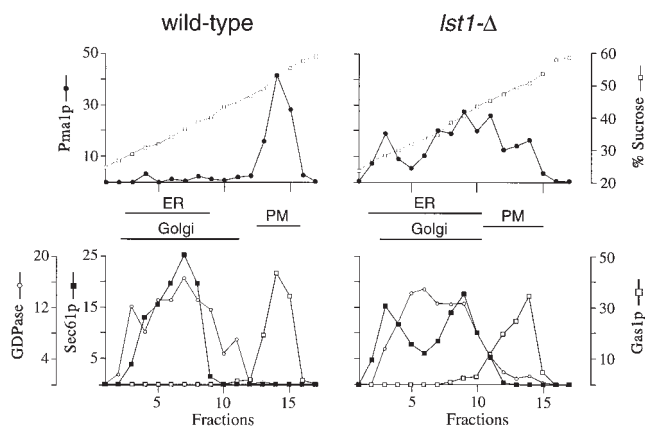 wild-type
lst1-Δ
Pma1p
50
30
10
60
50
40
30
20
% Sucrose
ER
Golgi
PM
ER
Golgi
PM
GDPase
20
12
4
Sec61p
25
15
5
5
10
15
Fractions
5
10
15
Fractions
50
30
10
Gas1p